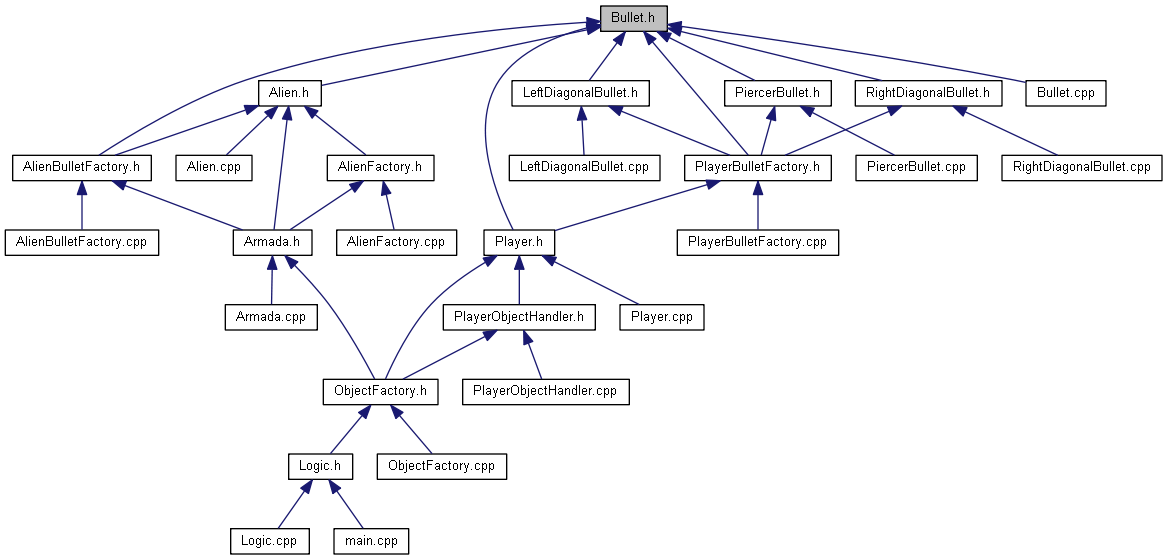 Bullet.h
Alien.h
LeftDiagonalBullet.h
PiercerBullet.h
RightDiagonalBullet.h
Bullet.cpp
AlienBulletFactory.h
Alien.cpp
AlienFactory.h
LeftDiagonalBullet.cpp
PlayerBulletFactory.h
PiercerBullet.cpp
RightDiagonalBullet.cpp
AlienBulletFactory.cpp
Armada.h
AlienFactory.cpp
Player.h
PlayerBulletFactory.cpp
Armada.cpp
PlayerObjectHandler.h
Player.cpp
ObjectFactory.h
PlayerObjectHandler.cpp
Logic.h
ObjectFactory.cpp
Logic.cpp
main.cpp